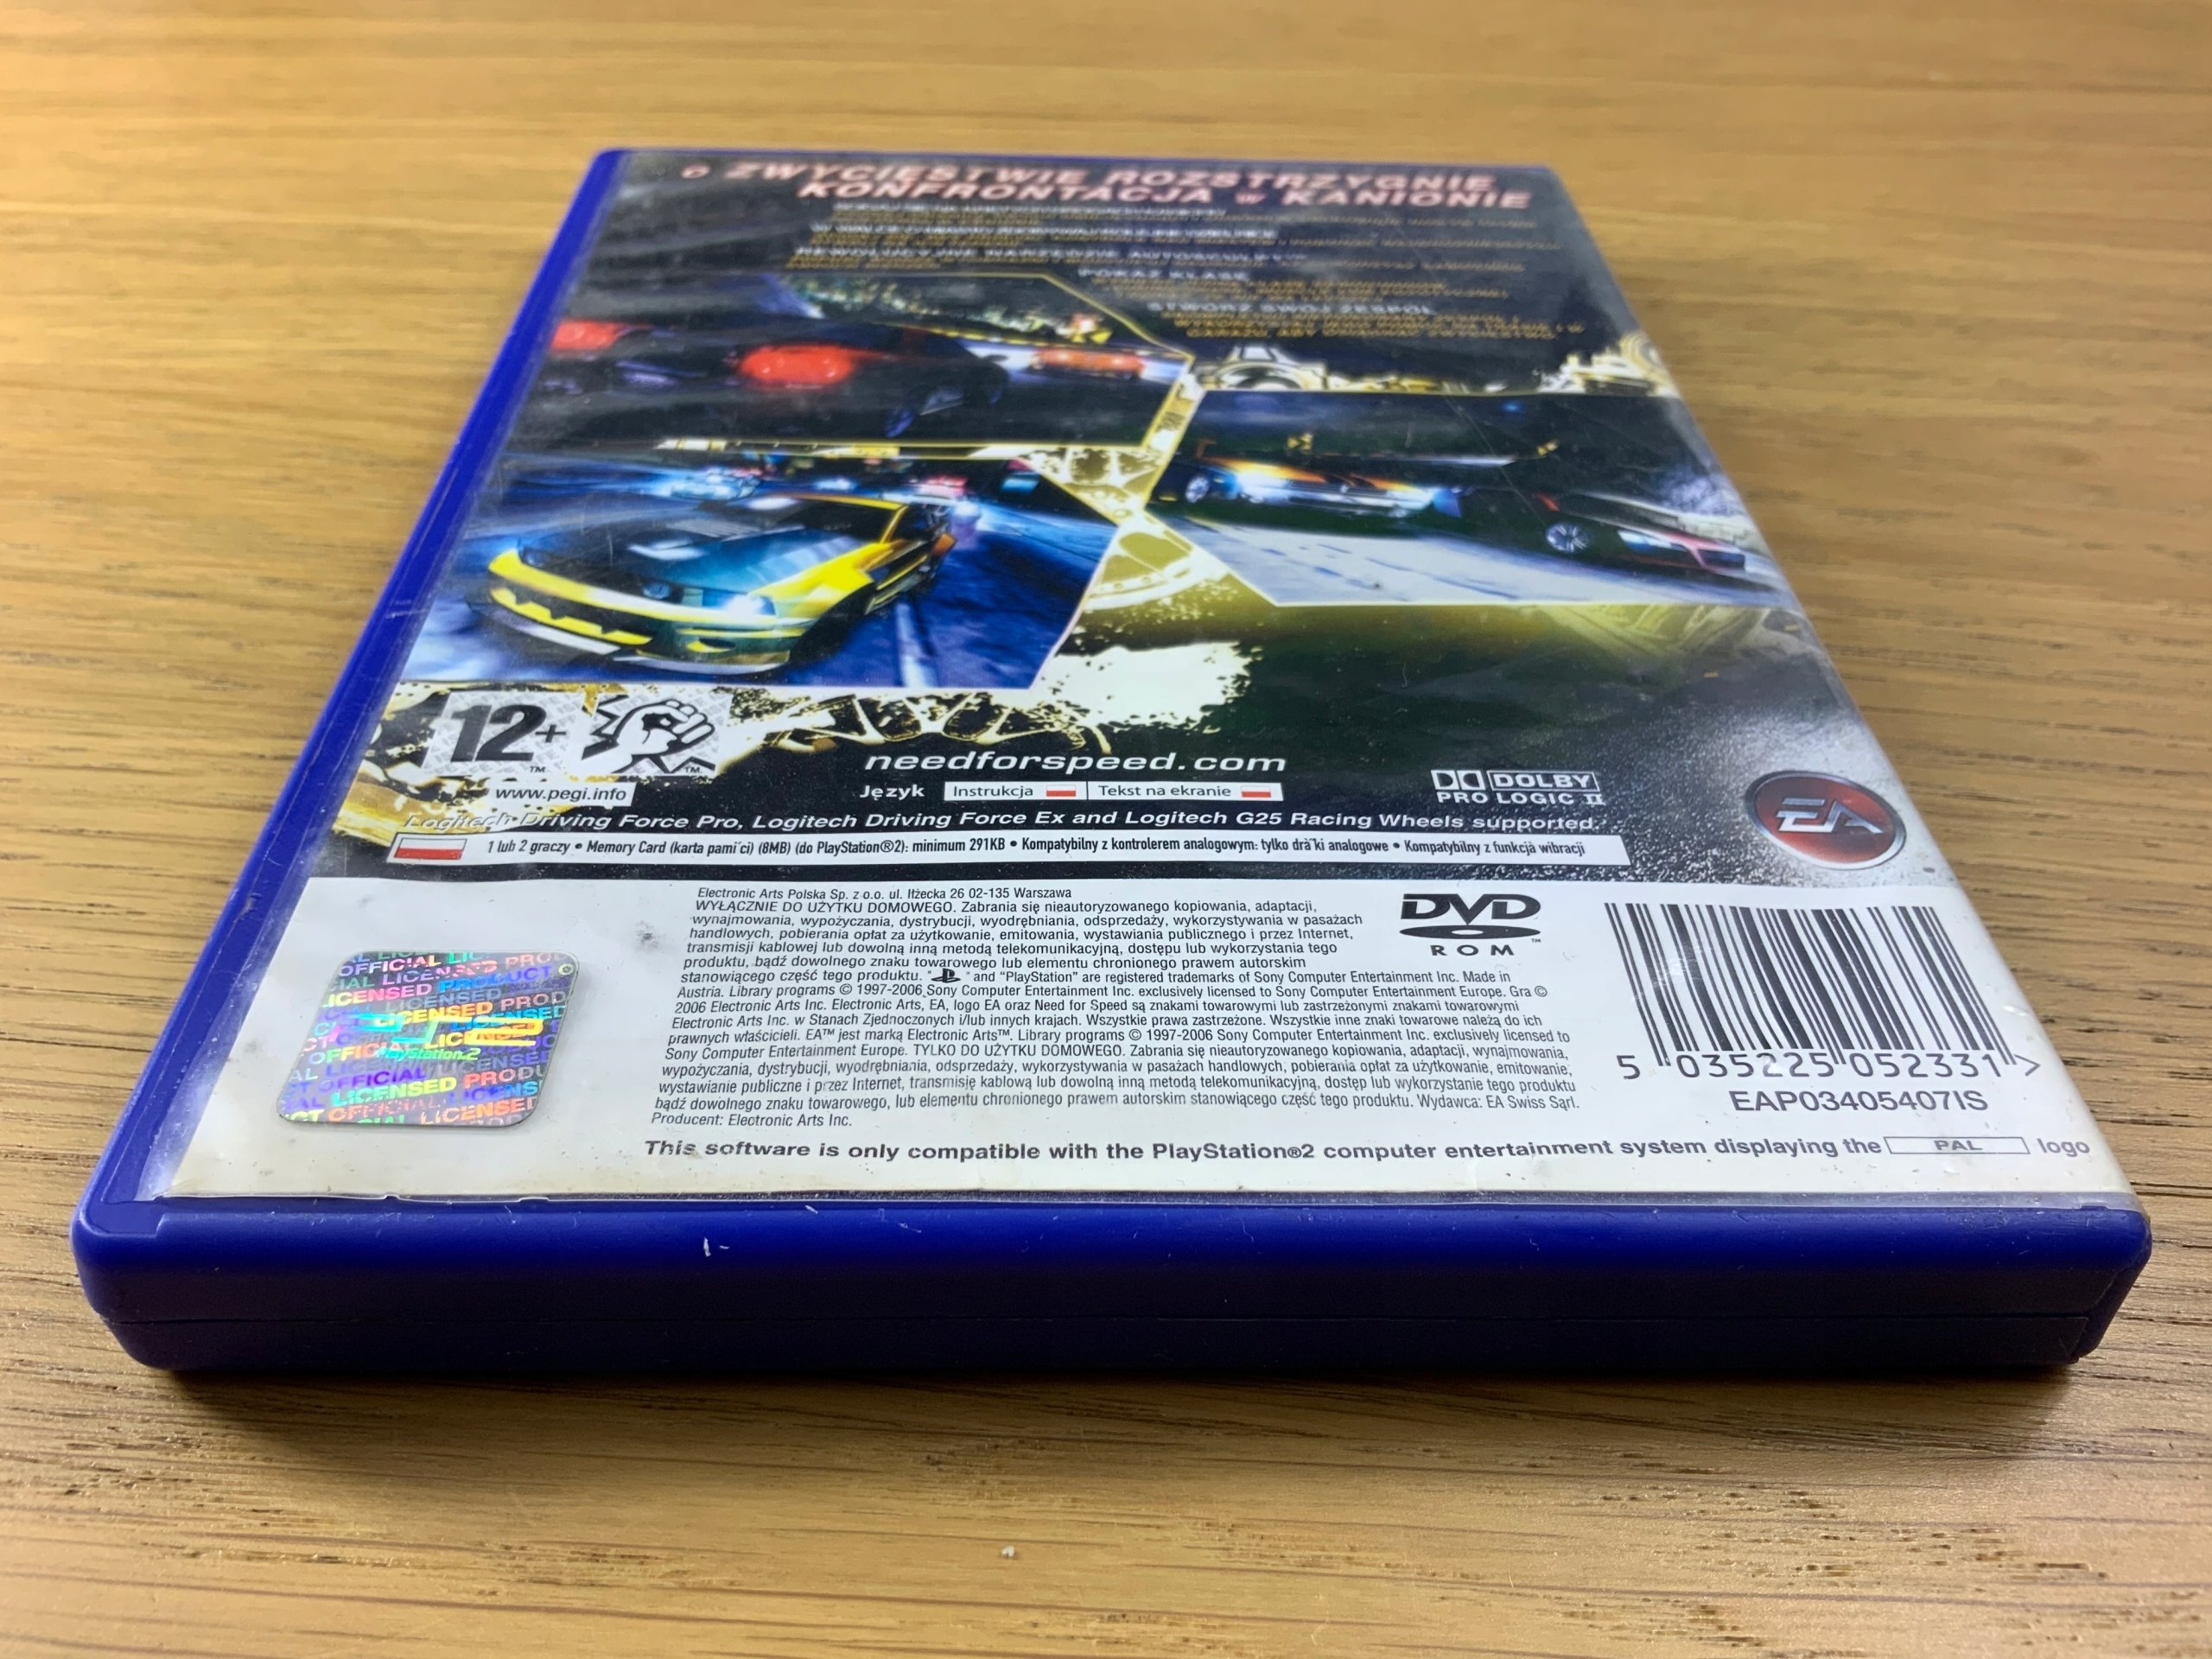 O ZWYCIĘSTWIE ROZSTRZYGNIE
KONFRONTACJA W KANIONIE
REWOLUCYJNE NARZĘDZIE AUTOSCULPT™
POKAŻ KLASĘ
STWÓRZ SWÓJ ZESPÓŁ
12+
™ ™
www.pegi.info
needforspeed.com
Język Instrukcja Tekst na ekranie
DOLBY
PRO LOGIC II
EA
Logitech Driving Force Pro, Logitech Driving Force Ex and Logitech G25 Racing Wheels supported.
1 lub 2 graczy • Memory Card (karta pami´ci) (8MB) (do PlayStation®2): minimum 291KB • Kompatybilny z kontrolerem analogowym: tylko drà˝ki analogowe • Kompatybilny z funkcjà wibracji
Electronic Arts Polska Sp. z o.o. ul. Iłżecka 26 02-135 Warszawa
WYŁĄCZNIE DO UŻYTKU DOMOWEGO. Zabrania się nieautoryzowanego kopiowania, adaptacji,
wynajmowania, wypożyczania, dystrybucji, wyodrębniania, odsprzedaży, wykorzystywania w pasażach
handlowych, pobierania opłat za użytkowanie, emitowania, wystawiania publicznego i przez Internet,
transmisji kablowej lub dowolną inną metodą telekomunikacyjną, dostępu lub wykorzystania tego
produktu, bądź dowolnego znaku towarowego lub elementu chronionego prawem autorskim
stanowiącego część tego produktu. " " and "PlayStation" are registered trademarks of Sony Computer Entertainment Inc. Made in
Austria. Library programs © 1997-2006 Sony Computer Entertainment Inc. exclusively licensed to Sony Computer Entertainment Europe. Gra ©
2006 Electronic Arts Inc. Electronic Arts, EA, logo EA oraz Need for Speed są znakami towarowymi lub zastrzeżonymi znakami towarowymi
Electronic Arts Inc. w Stanach Zjednoczonych i/lub innych krajach. Wszystkie prawa zastrzeżone. Wszystkie inne znaki towarowe należą do ich
prawnych właścicieli. EA™ jest marką Electronic Arts™. Library programs © 1997-2006 Sony Computer Entertainment Inc. exclusively licensed to
Sony Computer Entertainment Europe. TYLKO DO UŻYTKU DOMOWEGO. Zabrania się nieautoryzowanego kopiowania, adaptacji, wynajmowania,
wypożyczania, dystrybucji, wyodrębniania, odsprzedaży, wykorzystywania w pasażach handlowych, pobierania opłat za użytkowanie, emitowanie,
wystawianie publiczne i przez Internet, transmisję kablową lub dowolną inną metodą telekomunikacyjną, dostęp lub wykorzystanie tego produktu
bądź dowolnego znaku towarowego, lub elementu chronionego prawem autorskim stanowiącego część tego produktu. Wydawca: EA Swiss Sarl.
Producent: Electronic Arts Inc.
DVD
ROM™
5 035225 052331 >
EAP03405407IS
OFFICIAL LICENSED PRODUCT
PlayStation.2
This software is only compatible with the PlayStation®2 computer entertainment system displaying the PAL logo